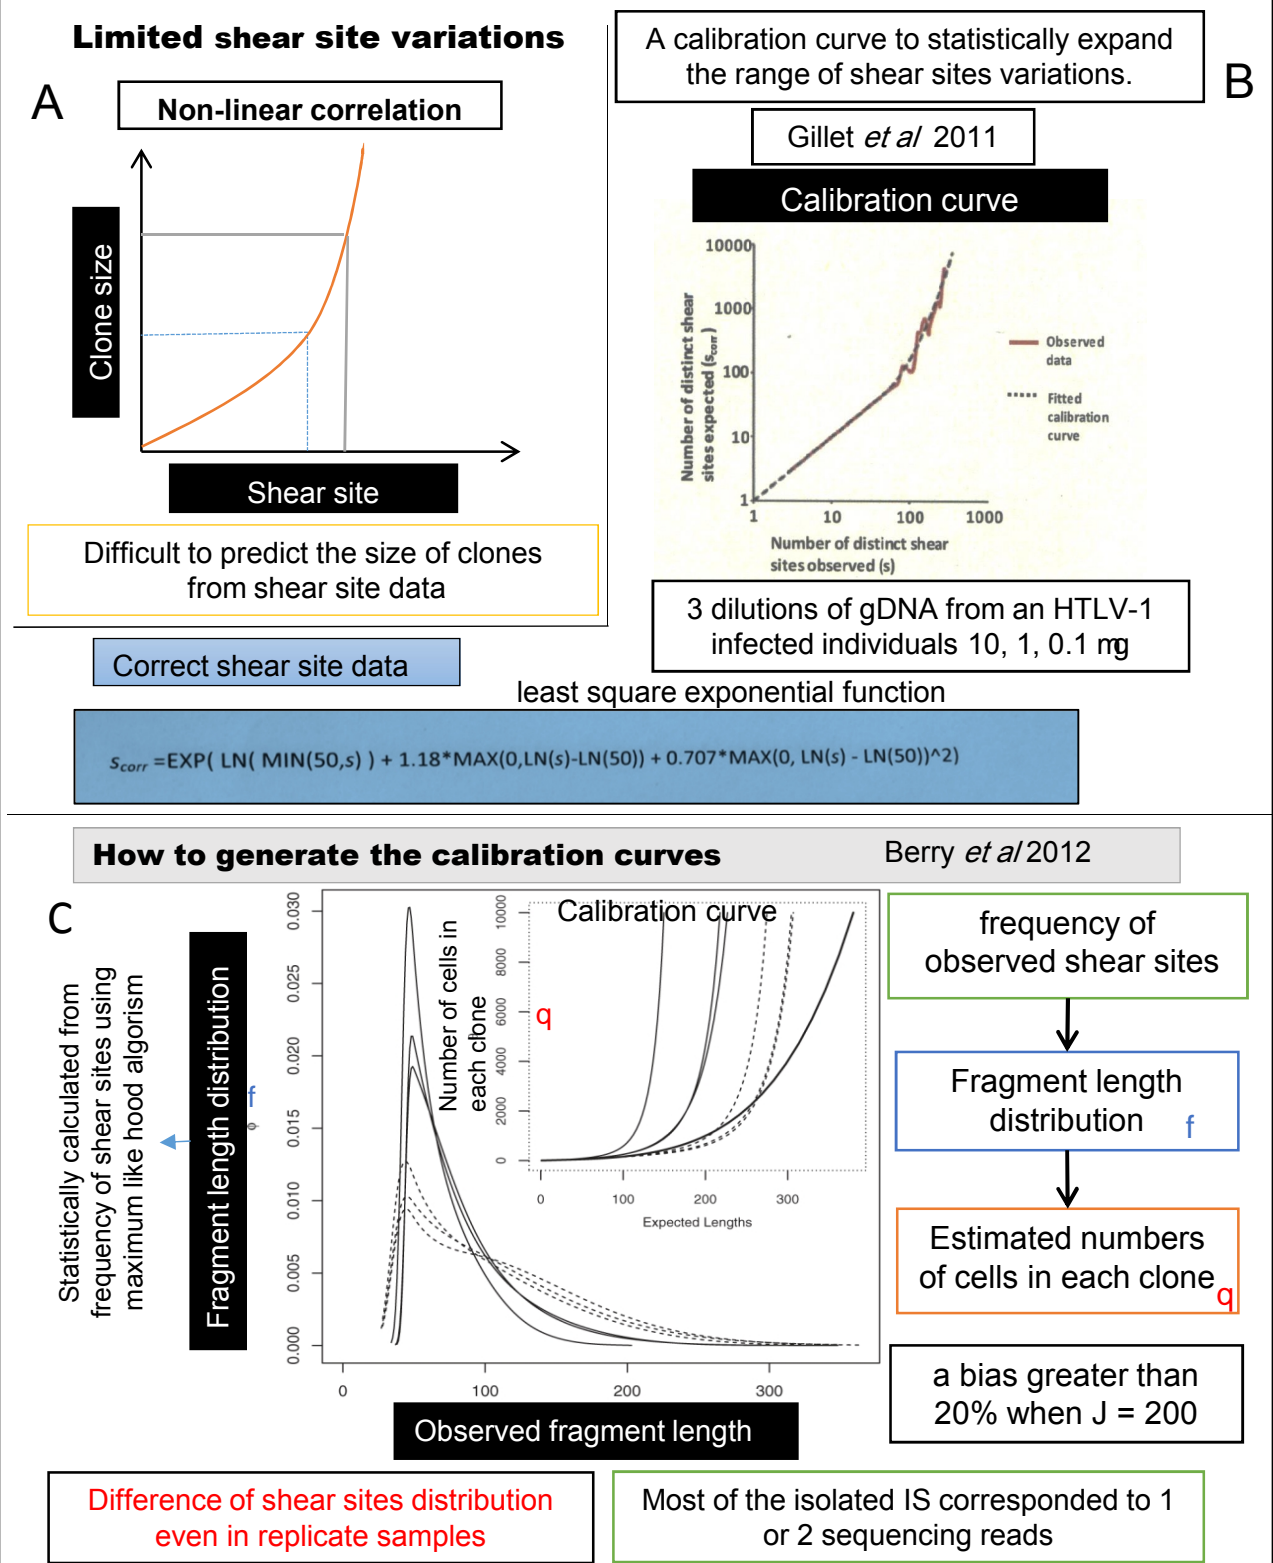 Limited shear site variations
A
Non-linear correlation
Clone size
Shear site
Difficult to predict the size of clones
from shear site data
A calibration curve to statistically expand
the range of shear sites variations.
B
Gillet et al 2011
Calibration curve
10000
1000
100
10
1
Number of distinct shear
sites expected (scorr)
1
10
100
1000
Number of distinct shear
sites observed (s)
Observed
data
Fitted
calibration
curve
3 dilutions of gDNA from an HTLV-1
infected individuals 10, 1, 0.1 mg
Correct shear site data
least square exponential function
scorr =EXP( LN( MIN(50,s) ) + 1.18*MAX(0,LN(s)-LN(50)) + 0.707*MAX(0, LN(s) - LN(50))^2)
How to generate the calibration curves
Berry et al 2012
C
Statistically calculated from
frequency of shear sites using
maximum like hood algorism
Fragment length distribution
f
φ
0.030
0.025
0.020
0.015
0.010
0.005
0.000
0
100
200
300
Observed fragment length
Calibration curve
Number of cells in
each clone
q
10000
8000
6000
4000
2000
0
0
100
200
300
Expected Lengths
frequency of
observed shear sites
Fragment length
distribution f
Estimated numbers
of cells in each clone q
a bias greater than
20% when J = 200
Difference of shear sites distribution
even in replicate samples
Most of the isolated IS corresponded to 1
or 2 sequencing reads